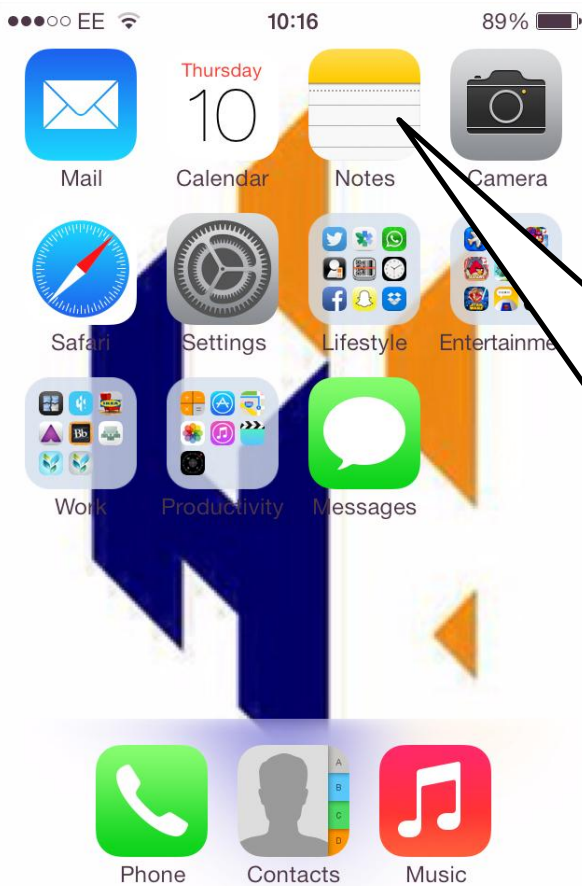 EE 10:16 89%
Thursday
10
Mail Calendar Notes Camera
Safari Settings Lifestyle Entertainme
Work Productivity Messages
A
B
C
D
Phone Contacts Music